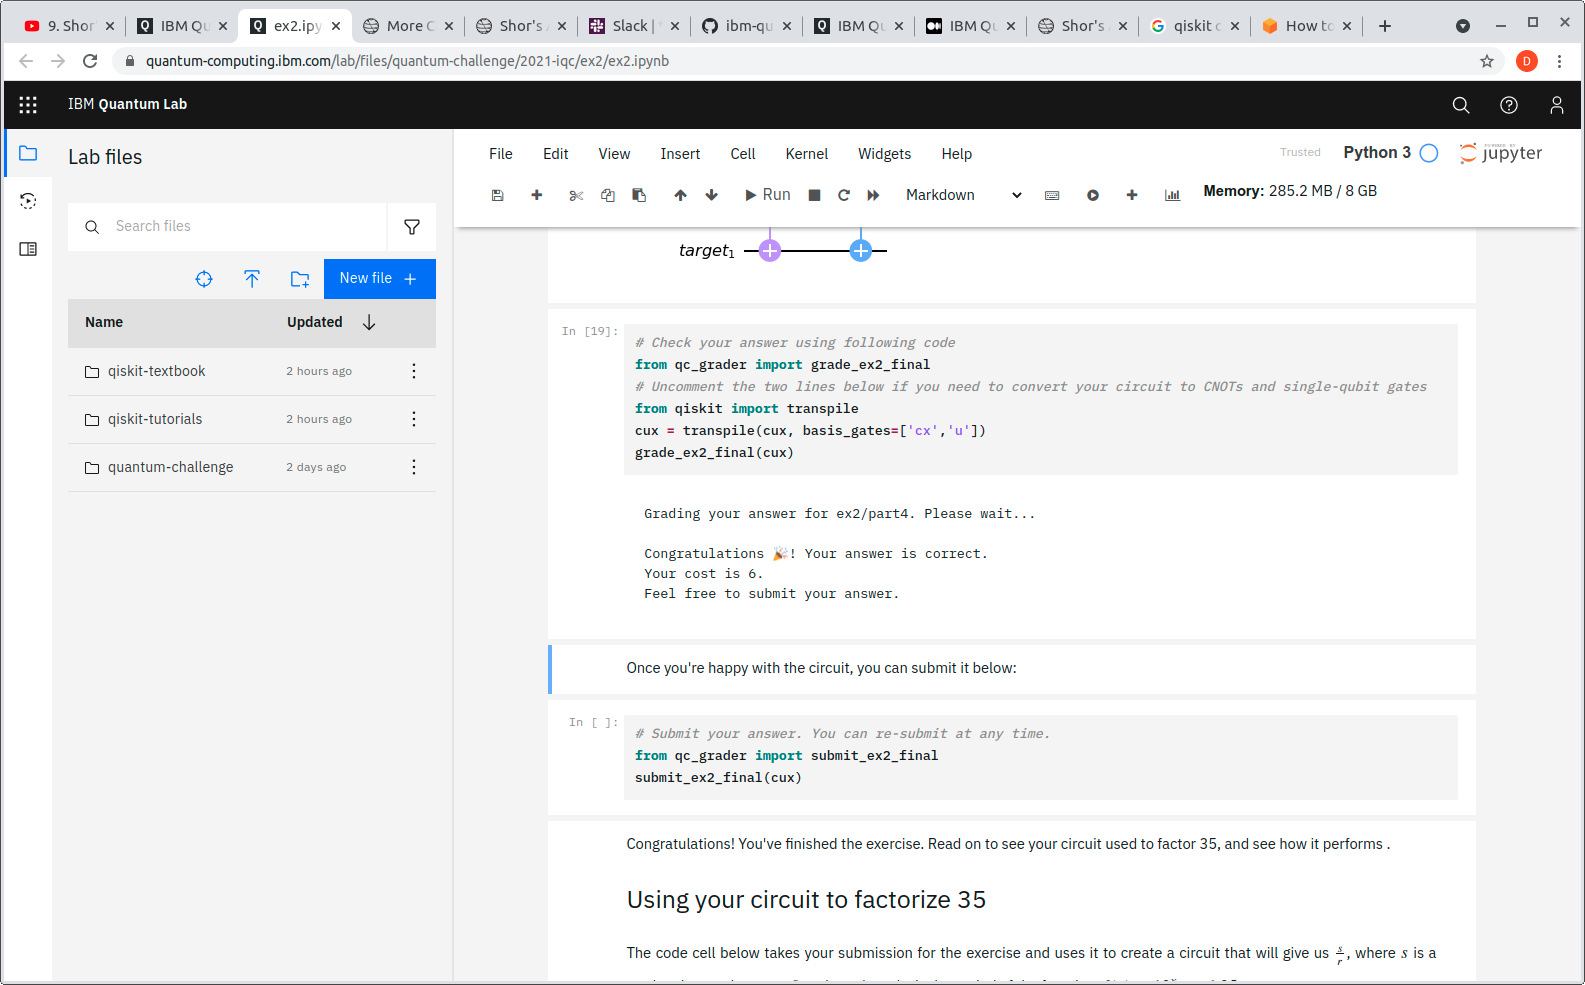 9. Shor
IBM Qu
ex2.ipy
More C
Shor's A
Slack |
ibm-qu
IBM Qu
IBM Qu
Shor's A
qiskit c
How to
quantum-computing.ibm.com/lab/files/quantum-challenge/2021-iqc/ex2/ex2.ipynb
D
IBM Quantum Lab
Lab files
File Edit View Insert Cell Kernel Widgets Help
Trusted
Python 3
jupyter
Run
Markdown
Memory: 285.2 MB / 8 GB
Search files
New file +
Name Updated
qiskit-textbook 2 hours ago
qiskit-tutorials 2 hours ago
quantum-challenge 2 days ago
target1
In [19]:
# Check your answer using following code
from qc_grader import grade_ex2_final
# Uncomment the two lines below if you need to convert your circuit to CNOTs and single-qubit gates
from qiskit import transpile
cux = transpile(cux, basis_gates=['cx','u'])
grade_ex2_final(cux)
Grading your answer for ex2/part4. Please wait...
Congratulations 🎉! Your answer is correct.
Your cost is 6.
Feel free to submit your answer.
Once you're happy with the circuit, you can submit it below:
In [ ]:
# Submit your answer. You can re-submit at any time.
from qc_grader import submit_ex2_final
submit_ex2_final(cux)
Congratulations! You've finished the exercise. Read on to see your circuit used to factor 35, and see how it performs .
Using your circuit to factorize 35
The code cell below takes your submission for the exercise and uses it to create a circuit that will give us s/r, where s is a